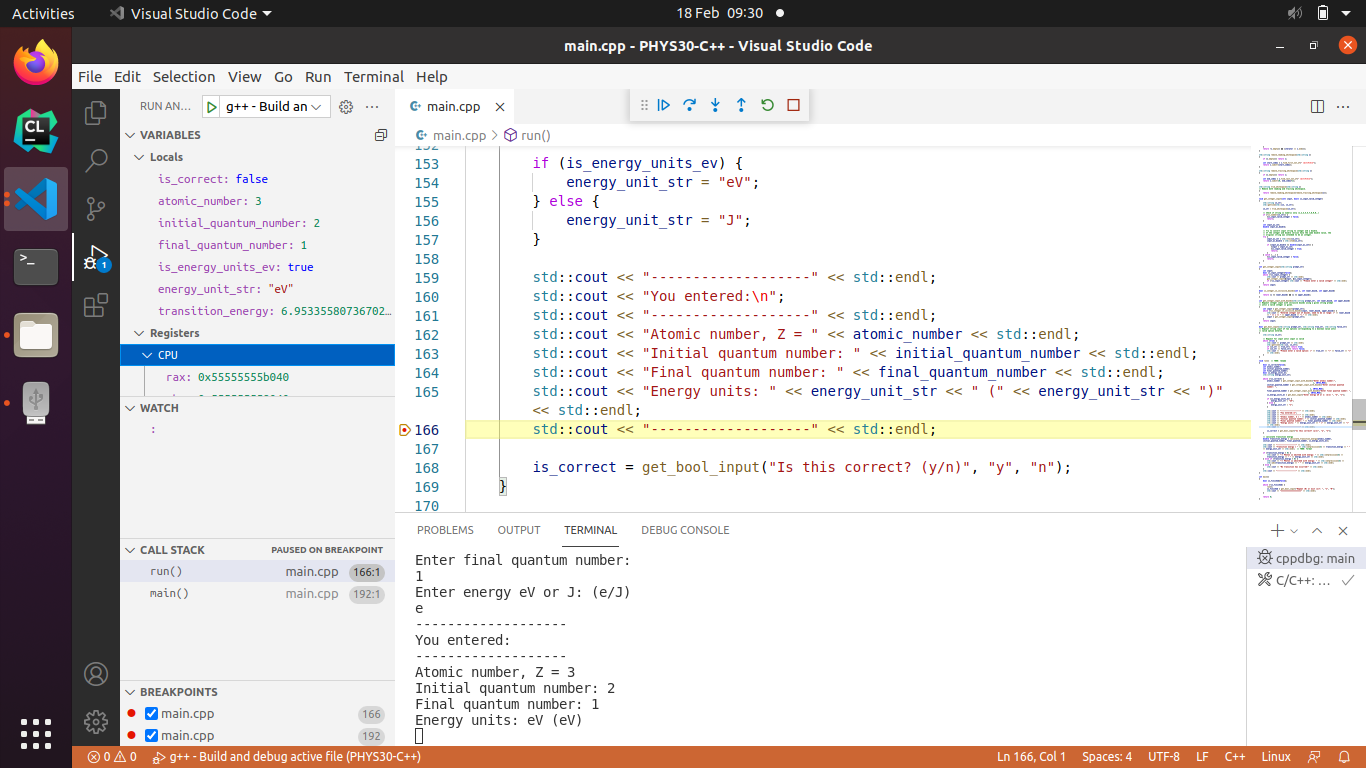 Activities
Visual Studio Code
18 Feb 09:30
main.cpp - PHYS30-C++ - Visual Studio Code
File Edit Selection View Go Run Terminal Help
RUN AN...
g++ - Build an
VARIABLES
Locals
is_correct: false
atomic_number: 3
initial_quantum_number: 2
final_quantum_number: 1
is_energy_units_ev: true
energy_unit_str: "eV"
transition_energy: 6.95335580736702...
Registers
CPU
rax: 0x55555555b040
WATCH
:
CALL STACK
PAUSED ON BREAKPOINT
run() main.cpp 166:1
main() main.cpp 192:1
BREAKPOINTS
main.cpp 166
main.cpp 192
1
CL
>_
main.cpp
main.cpp > run()
152
153 if (is_energy_units_ev) {
154 energy_unit_str = "eV";
155 } else {
156 energy_unit_str = "J";
157 }
158
159 std::cout << "-------------------" << std::endl;
160 std::cout << "You entered:\n";
161 std::cout << "-------------------" << std::endl;
162 std::cout << "Atomic number, Z = " << atomic_number << std::endl;
163 std::cout << "Initial quantum number: " << initial_quantum_number << std::endl;
164 std::cout << "Final quantum number: " << final_quantum_number << std::endl;
165 std::cout << "Energy units: " << energy_unit_str << " (" << energy_unit_str << ")"
<< std::endl;
166 std::cout << "-------------------" << std::endl;
167
168 is_correct = get_bool_input("Is this correct? (y/n)", "y", "n");
169 }
170
PROBLEMS OUTPUT TERMINAL DEBUG CONSOLE
Enter final quantum number:
1
Enter energy eV or J: (e/J)
e
-------------------
You entered:
-------------------
Atomic number, Z = 3
Initial quantum number: 2
Final quantum number: 1
Energy units: eV (eV)
cppdbg: main
C/C++: ...
0 0 g++ - Build and debug active file (PHYS30-C++)
Ln 166, Col 1 Spaces: 4 UTF-8 LF C++ Linux